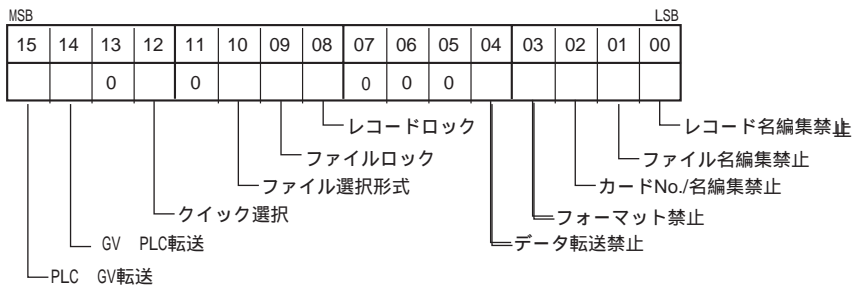 MSB LSB
15 14 13 12 11 10 09 08 07 06 05 04 03 02 01 00
0 0 0 0 0
レコードロック レコード名編集禁止
ファイルロック ファイル名編集禁止
ファイル選択形式 カードNo./名編集禁止
クイック選択 フォーマット禁止
GV PLC転送 データ転送禁止
PLC GV転送